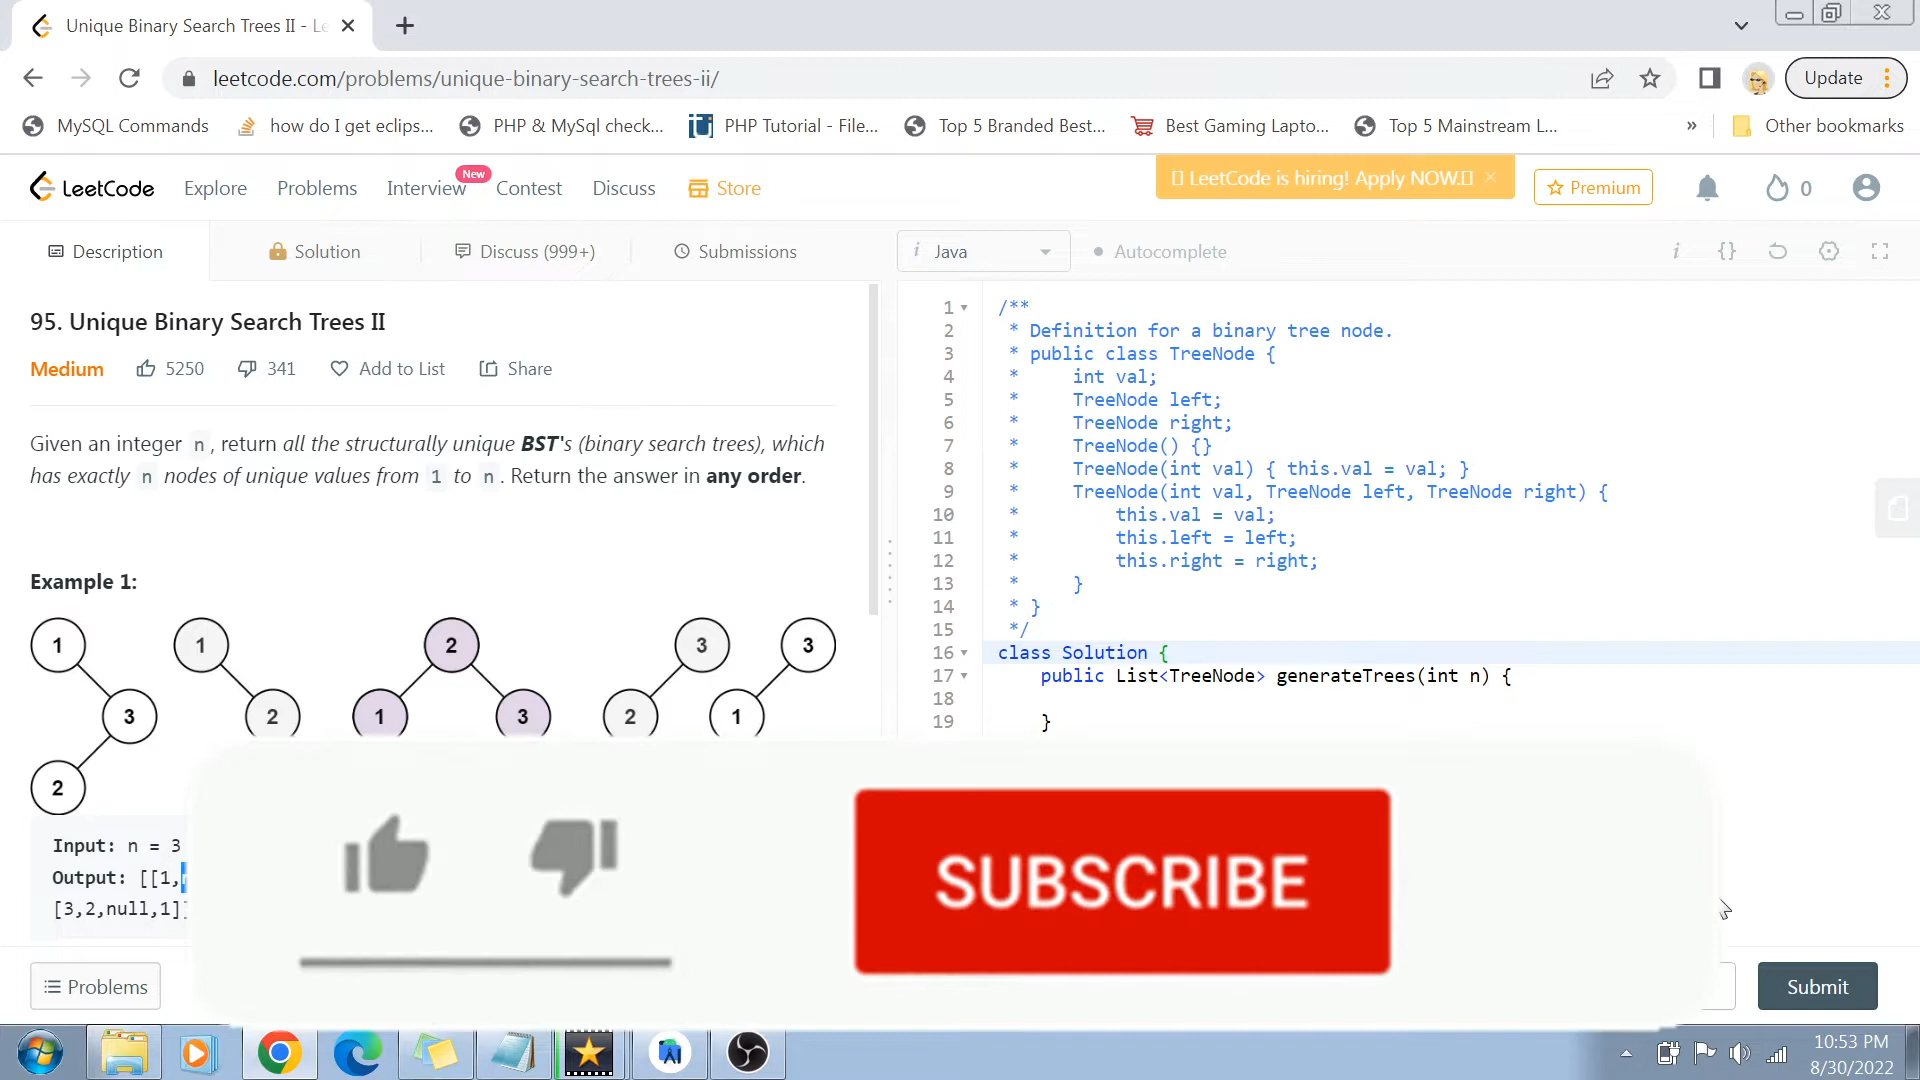 Unique Binary Search Trees II - Le
leetcode.com/problems/unique-binary-search-trees-ii/
Update
MySQL Commands
how do I get eclips...
PHP & MySql check...
PHP Tutorial - File...
Top 5 Branded Best...
Best Gaming Lapto...
Top 5 Mainstream L...
»
Other bookmarks
LeetCode
Explore
Problems
Interview
New
Contest
Discuss
Store
LeetCode is hiring! Apply NOW.
Premium
0
Description
Solution
Discuss (999+)
Submissions
i Java
Autocomplete
i {}
95. Unique Binary Search Trees II
Medium
5250
341
Add to List
Share
Given an integer n, return all the structurally unique BST's (binary search trees), which
has exactly n nodes of unique values from 1 to n. Return the answer in any order.
Example 1:
1 1 2 3 3
3 2 1 3 2 1
2
Input: n = 3
Output: [[1,
[3,2,null,1]]
Problems
1 /**
2 * Definition for a binary tree node.
3 * public class TreeNode {
4 * int val;
5 * TreeNode left;
6 * TreeNode right;
7 * TreeNode() {}
8 * TreeNode(int val) { this.val = val; }
9 * TreeNode(int val, TreeNode left, TreeNode right) {
10 * this.val = val;
11 * this.left = left;
12 * this.right = right;
13 * }
14 * }
15 */
16 class Solution {
17 public List<TreeNode> generateTrees(int n) {
18
19 }
SUBSCRIBE
Submit
10:53 PM
8/30/2022